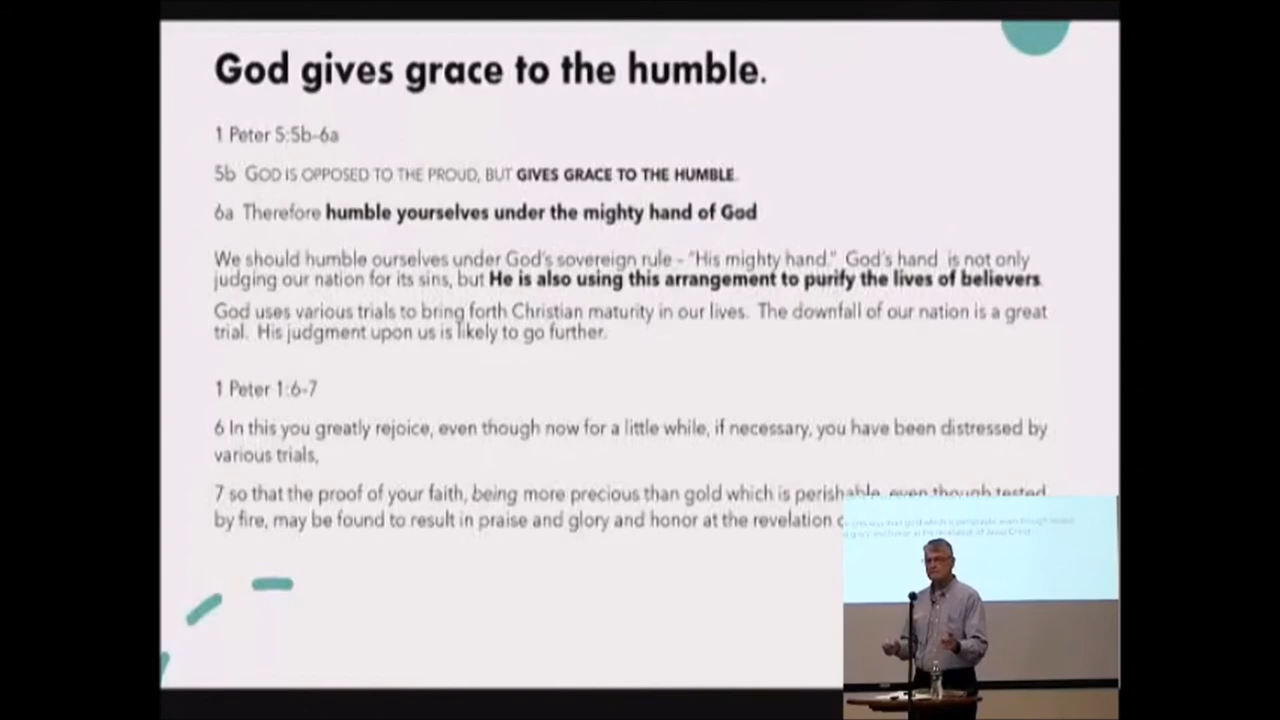 God gives grace to the humble.
1 Peter 5:5b-6a
5b GOD IS OPPOSED TO THE PROUD, BUT GIVES GRACE TO THE HUMBLE.
6a Therefore humble yourselves under the mighty hand of God
We should humble ourselves under God's sovereign rule - "His mighty hand." God's hand is not only
judging our nation for its sins, but He is also using this arrangement to purify the lives of believers.
God uses various trials to bring forth Christian maturity in our lives. The downfall of our nation is a great
trial. His judgment upon us is likely to go further.
1 Peter 1:6-7
6 In this you greatly rejoice, even though now for a little while, if necessary, you have been distressed by
various trials,
7 so that the proof of your faith, being more precious than gold which is perishable, even though tested
by fire, may be found to result in praise and glory and honor at the revelation